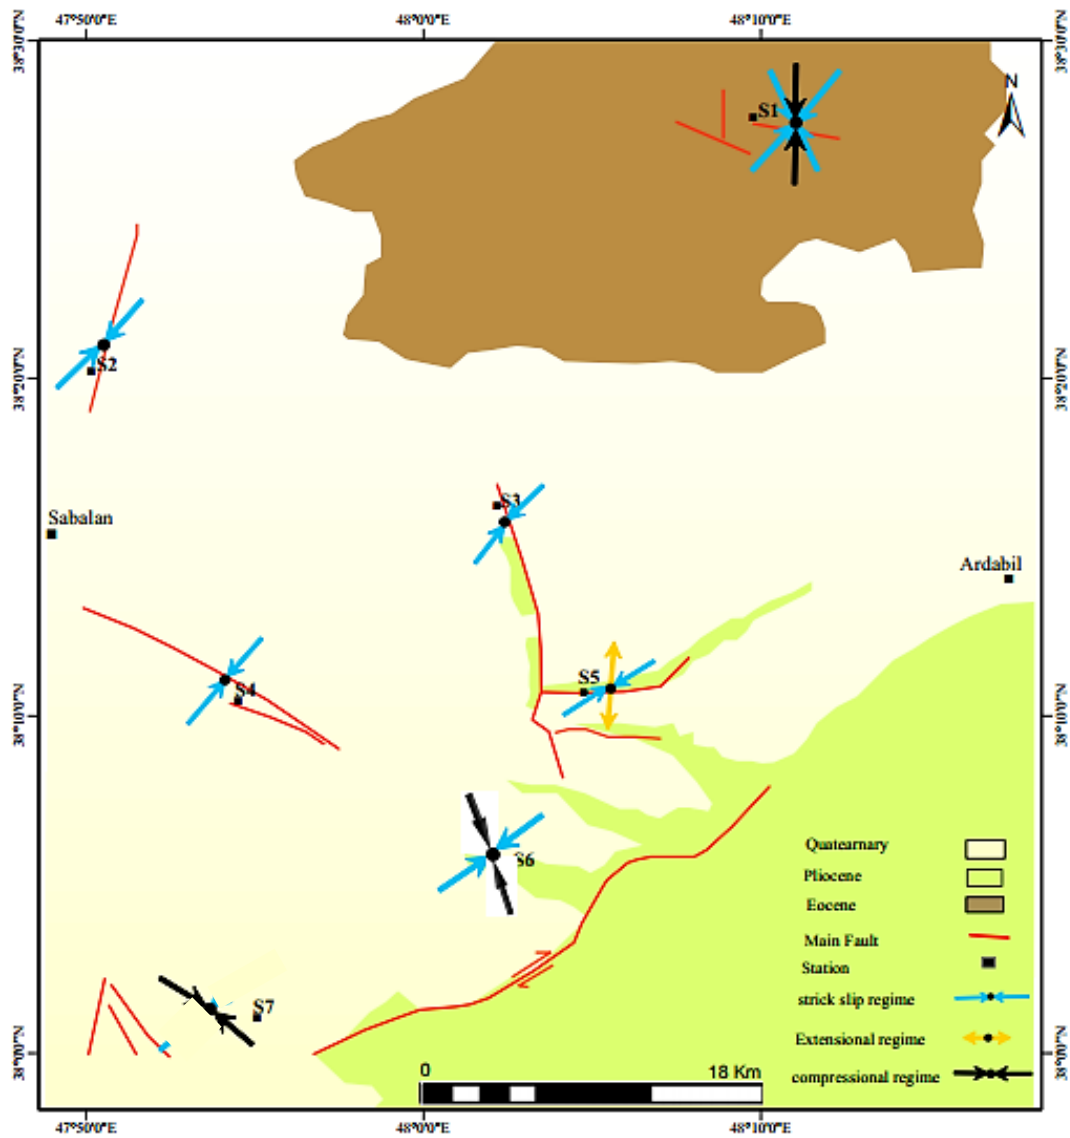 47°50'0"E 48°0'0"E 48°10'0"E
38°30'0"N 38°30'0"N
N
S1
S2
38°20'0"N 38°20'0"N
S3
Sabalan
Ardabil
S4
S5
38°10'0"N 38°10'0"N
S6
Quatearnary
Pliocene
Eocene
Main Fault
Station
strick slip regime
Extensional regime
compressional regime
S7
38°0'0"N 38°0'0"N
0 18 Km
47°50'0"E 48°0'0"E 48°10'0"E